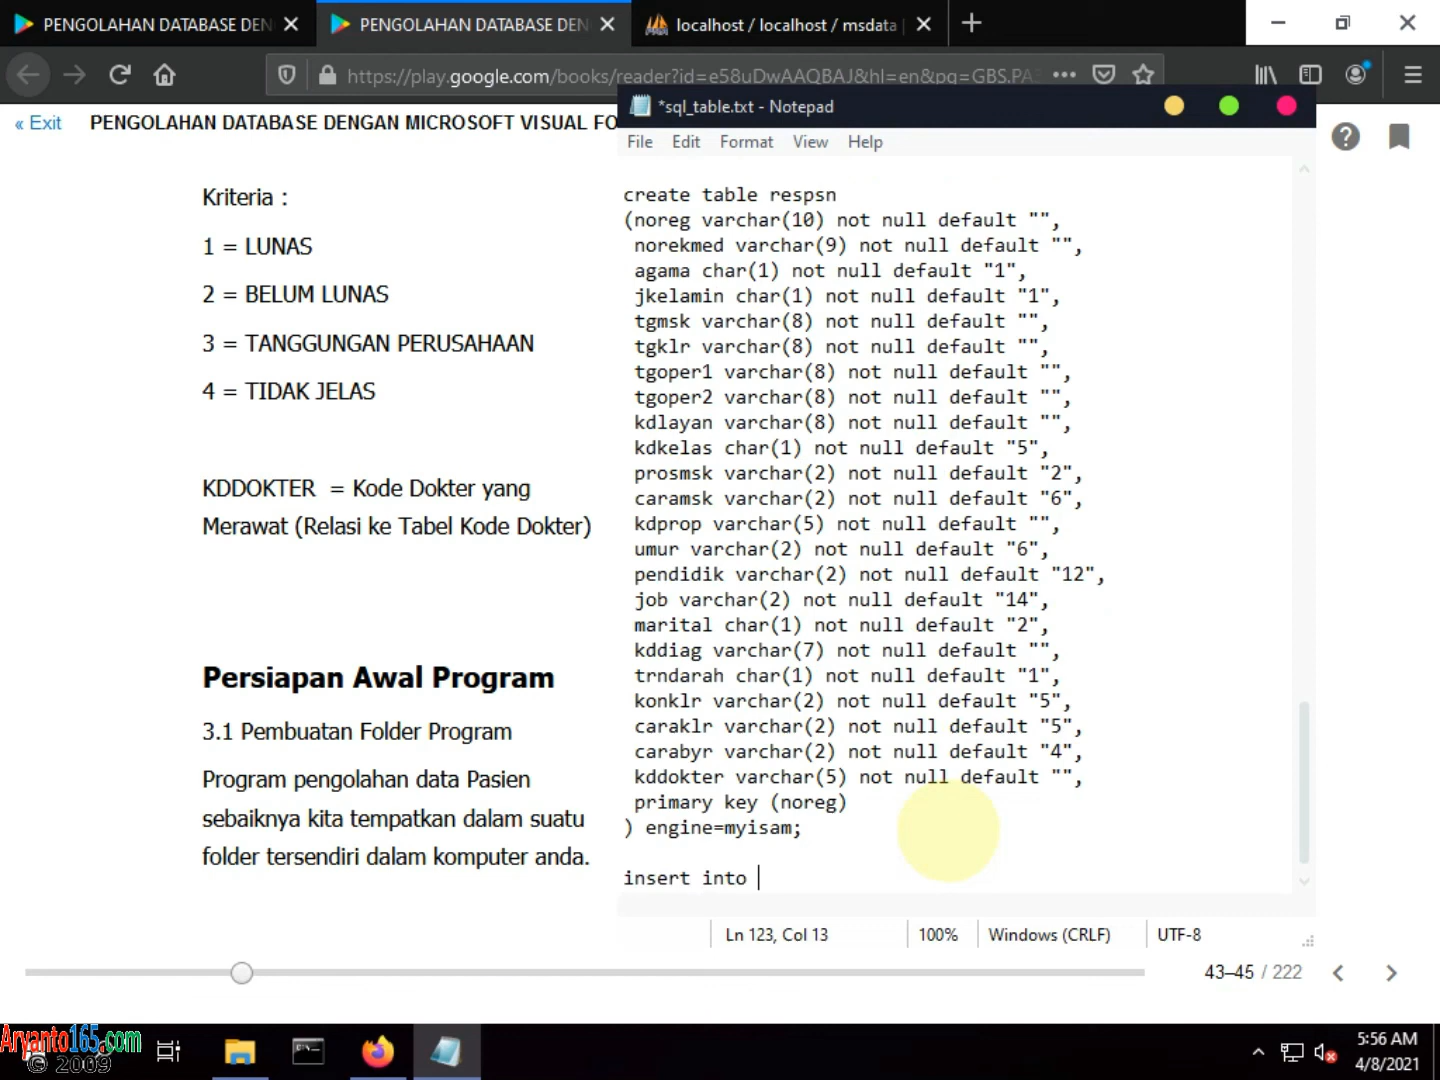 PENGOLAHAN DATABASE DEN
PENGOLAHAN DATABASE DEN
localhost / localhost / msdata |
https://play.google.com/books/reader?id=e58uDwAAQBAJ&hl=en&pg=GBS.PA3
« Exit
PENGOLAHAN DATABASE DENGAN MICROSOFT VISUAL FO
*sql_table.txt - Notepad
File Edit Format View Help
Kriteria :
1 = LUNAS
2 = BELUM LUNAS
3 = TANGGUNGAN PERUSAHAAN
4 = TIDAK JELAS
KDDOKTER = Kode Dokter yang
Merawat (Relasi ke Tabel Kode Dokter)
Persiapan Awal Program
3.1 Pembuatan Folder Program
Program pengolahan data Pasien
sebaiknya kita tempatkan dalam suatu
folder tersendiri dalam komputer anda.
create table respsn
(noreg varchar(10) not null default "",
norekmed varchar(9) not null default "",
agama char(1) not null default "1",
jkelamin char(1) not null default "1",
tgmsk varchar(8) not null default "",
tgklr varchar(8) not null default "",
tgoper1 varchar(8) not null default "",
tgoper2 varchar(8) not null default "",
kdlayan varchar(8) not null default "",
kdkelas char(1) not null default "5",
prosmsk varchar(2) not null default "2",
caramsk varchar(2) not null default "6",
kdprop varchar(5) not null default "",
umur varchar(2) not null default "6",
pendidik varchar(2) not null default "12",
job varchar(2) not null default "14",
marital char(1) not null default "2",
kddiag varchar(7) not null default "",
trndarah char(1) not null default "1",
konklr varchar(2) not null default "5",
caraklr varchar(2) not null default "5",
carabyr varchar(2) not null default "4",
kddokter varchar(5) not null default "",
primary key (noreg)
) engine=myisam;
insert into
Ln 123, Col 13
100%
Windows (CRLF)
UTF-8
43–45 / 222
Aryanto165.com
© 2009
5:56 AM
4/8/2021